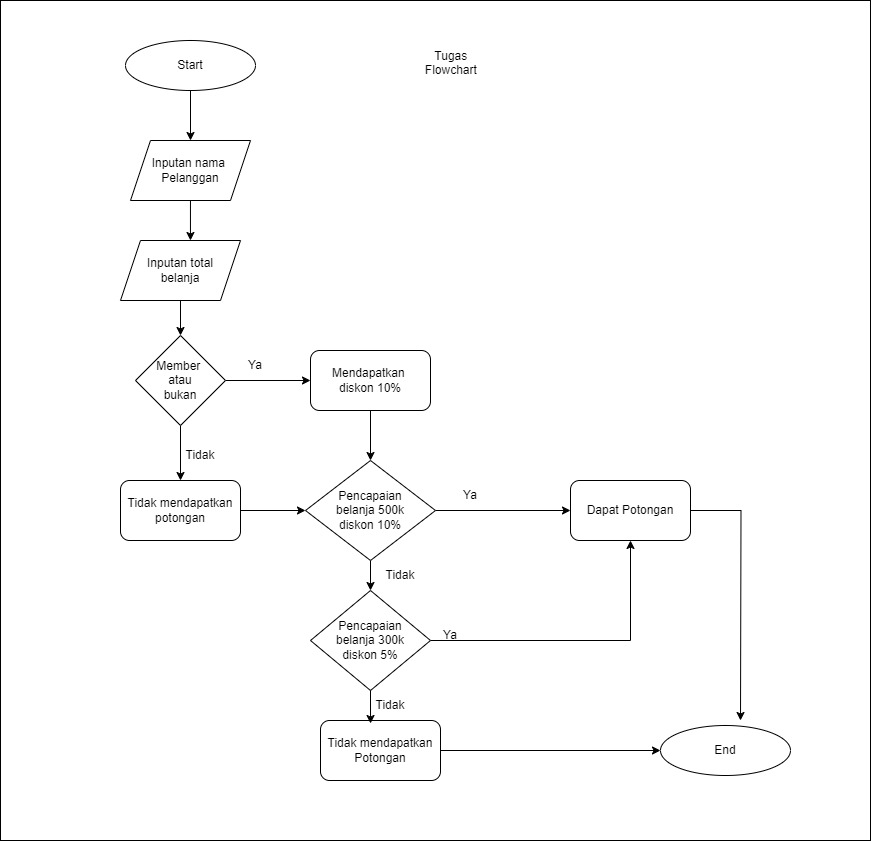 Start
Tugas
Flowchart
Inputan nama
Pelanggan
Inputan total
belanja
Member
atau
bukan
Ya
Mendapatkan
diskon 10%
Tidak
Tidak mendapatkan
potongan
Pencapaian
belanja 500k
diskon 10%
Ya
Dapat Potongan
Tidak
Pencapaian
belanja 300k
diskon 5%
Ya
Tidak
Tidak mendapatkan
Potongan
End